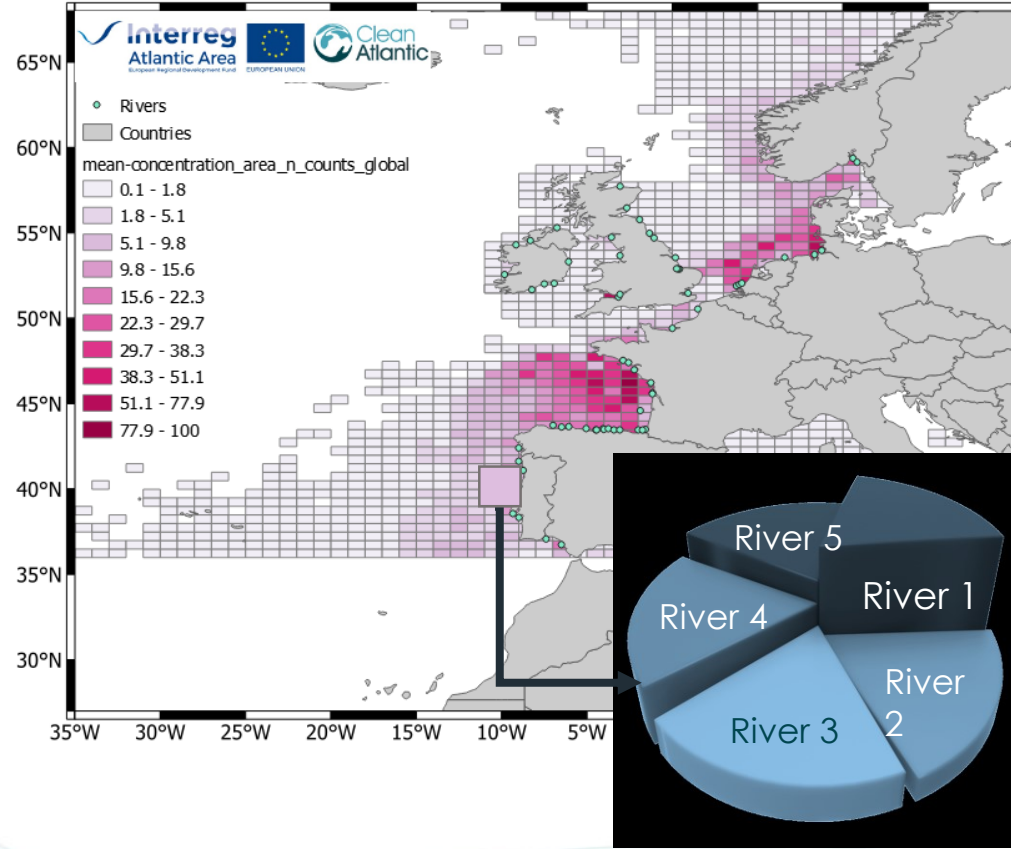 Interreg
Atlantic Area
European Regional Development Fund
EUROPEAN UNION
Clean
Atlantic
65°N
60°N
55°N
50°N
45°N
40°N
35°N
30°N
Rivers
Countries
mean-concentration_area_n_counts_global
0.1 - 1.8
1.8 - 5.1
5.1 - 9.8
9.8 - 15.6
15.6 - 22.3
22.3 - 29.7
29.7 - 38.3
38.3 - 51.1
51.1 - 77.9
77.9 - 100
35°W 30°W 25°W 20°W 15°W 10°W 5°W
River 5
River 1
River 4
River
2
River 3